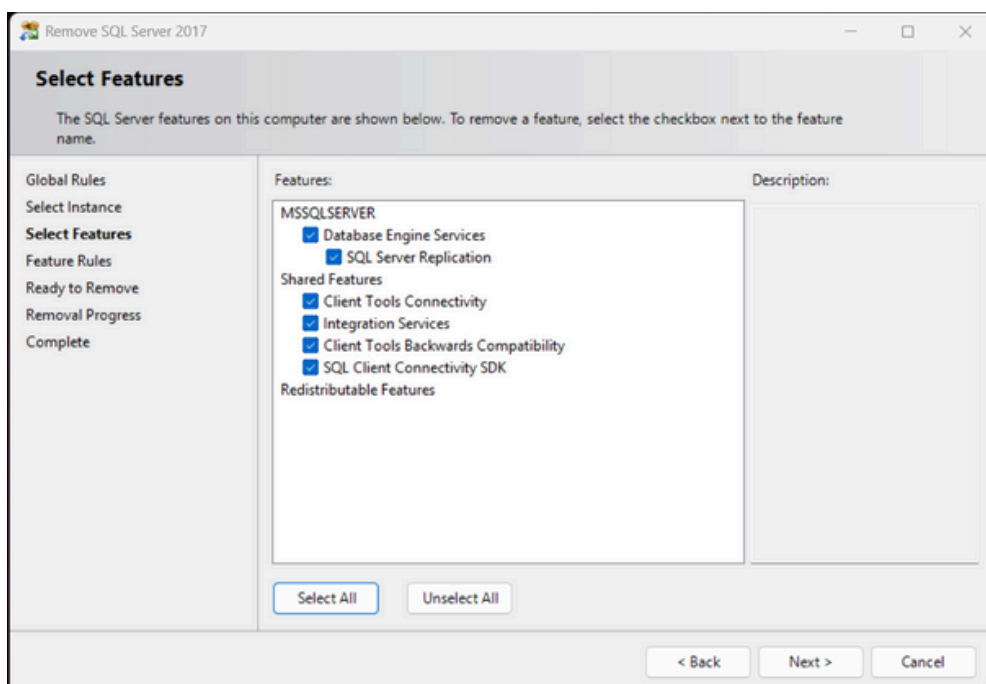 Remove SQL Server 2017
Select Features
The SQL Server features on this computer are shown below. To remove a feature, select the checkbox next to the feature
name.
Global Rules
Select Instance
Select Features
Feature Rules
Ready to Remove
Removal Progress
Complete
Features:
MSSQLSERVER
Database Engine Services
SQL Server Replication
Shared Features
Client Tools Connectivity
Integration Services
Client Tools Backwards Compatibility
SQL Client Connectivity SDK
Redistributable Features
Description:
Select All
Unselect All
< Back
Next >
Cancel